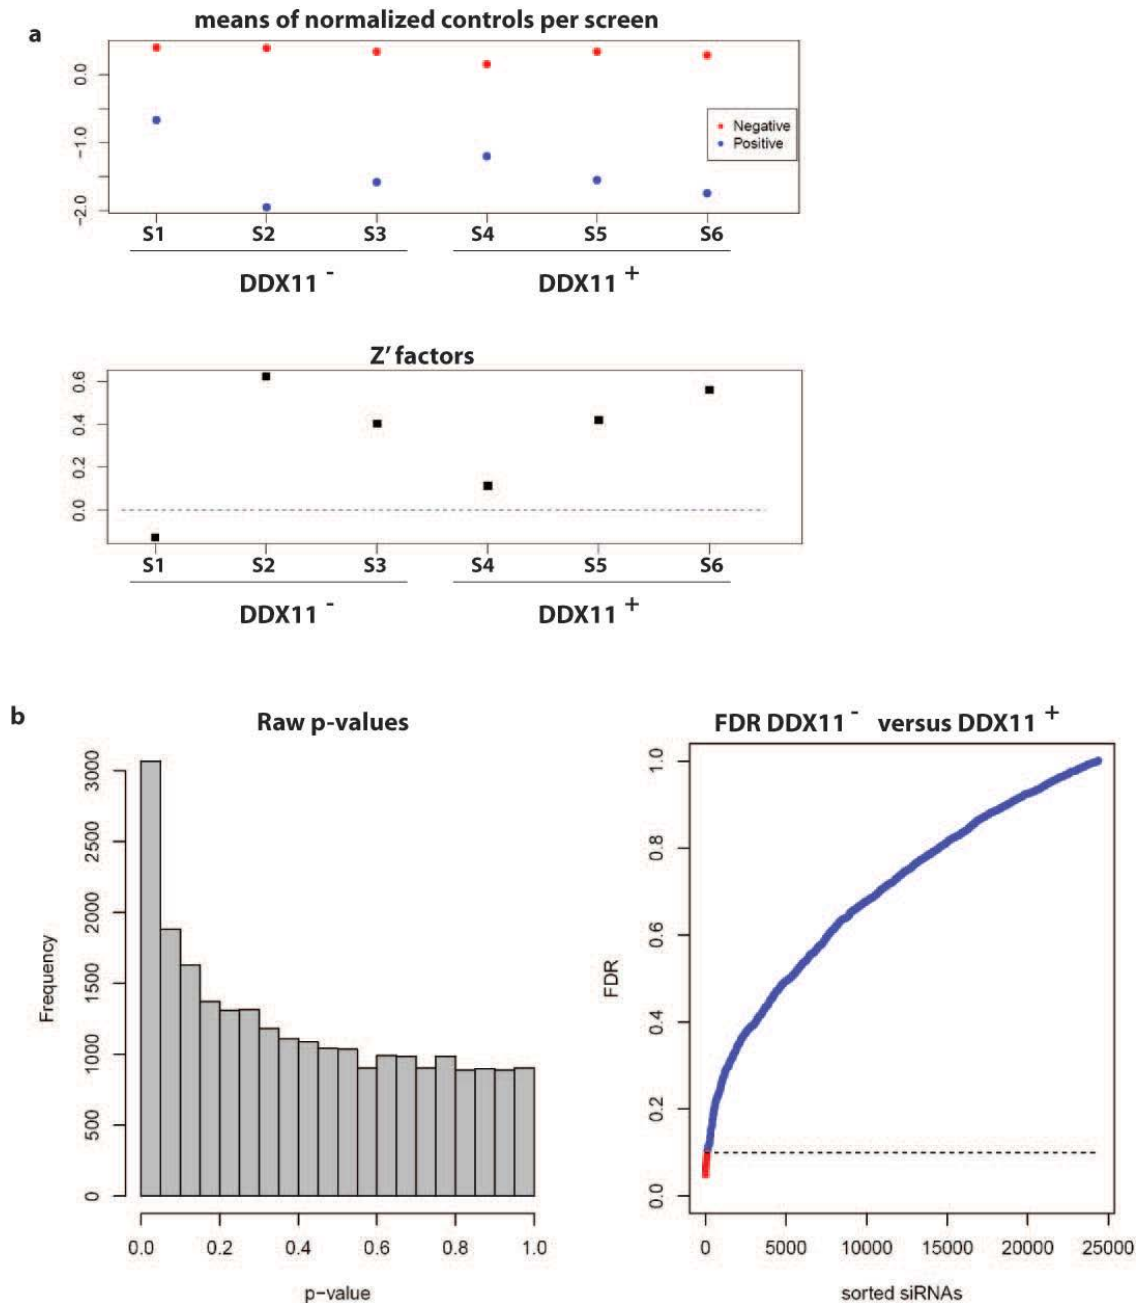 a
means of normalized controls per screen
0.0
-1.0
-2.0
Negative
Positive
S1 S2 S3 S4 S5 S6
DDX11 - DDX11 +
Z' factors
0.6
0.4
0.2
0.0
S1 S2 S3 S4 S5 S6
DDX11 - DDX11 +
b
Raw p-values
Frequency
3000
2500
2000
1500
1000
500
0
0.0 0.2 0.4 0.6 0.8 1.0
p-value
FDR DDX11 - versus DDX11 +
FDR
1.0
0.8
0.6
0.4
0.2
0.0
0 5000 10000 15000 20000 25000
sorted siRNAs